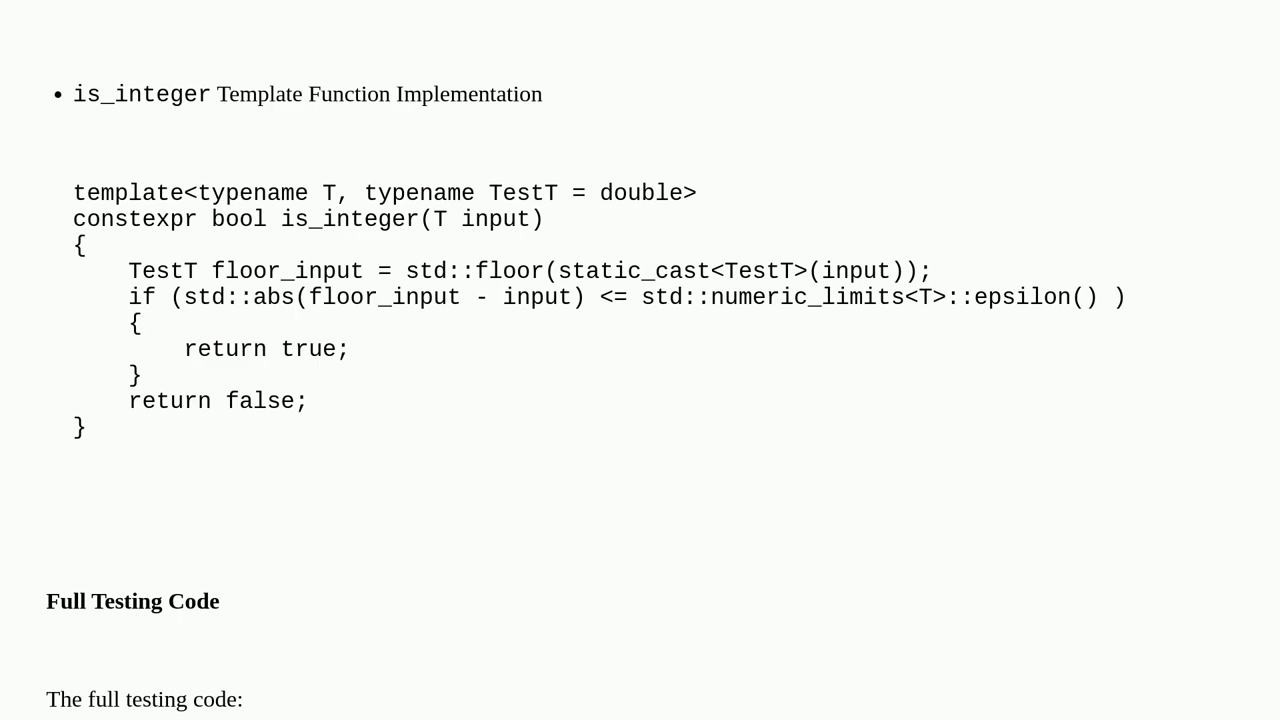 • is_integer Template Function Implementation
template<typename T, typename TestT = double>
constexpr bool is_integer(T input)
{
    TestT floor_input = std::floor(static_cast<TestT>(input));
    if (std::abs(floor_input - input) <= std::numeric_limits<T>::epsilon() )
    {
        return true;
    }
    return false;
}
Full Testing Code
The full testing code: